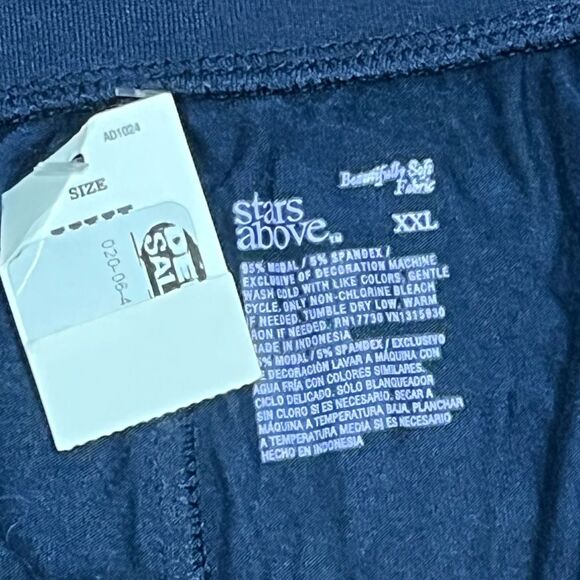 AD1024
SIZE
020-06-4
Beautifully Soft
Fabric
stars
above™
XXL
95% MODAL / 5% SPANDEX /
EXCLUSIVE OF DECORATION MACHINE
WASH COLD WITH LIKE COLORS, GENTLE
CYCLE, ONLY NON-CHLORINE BLEACH
IF NEEDED. TUMBLE DRY LOW. WARM
IRON IF NEEDED. RN17730 VN1315930
MADE IN INDONESIA
% MODAL / 5% SPANDEX / EXCLUSIVO
DE DECORACIÓN LAVAR A MÁQUINA CON
AGUA FRÍA CON COLORES SIMILARES,
CICLO DELICADO. SÓLO BLANQUEADOR
SIN CLORO SI ES NECESARIO. SECAR A
MÁQUINA A TEMPERATURA BAJA. PLANCHAR
A TEMPERATURA MEDIA SI ES NECESARIO
HECHO EN INDONESIA